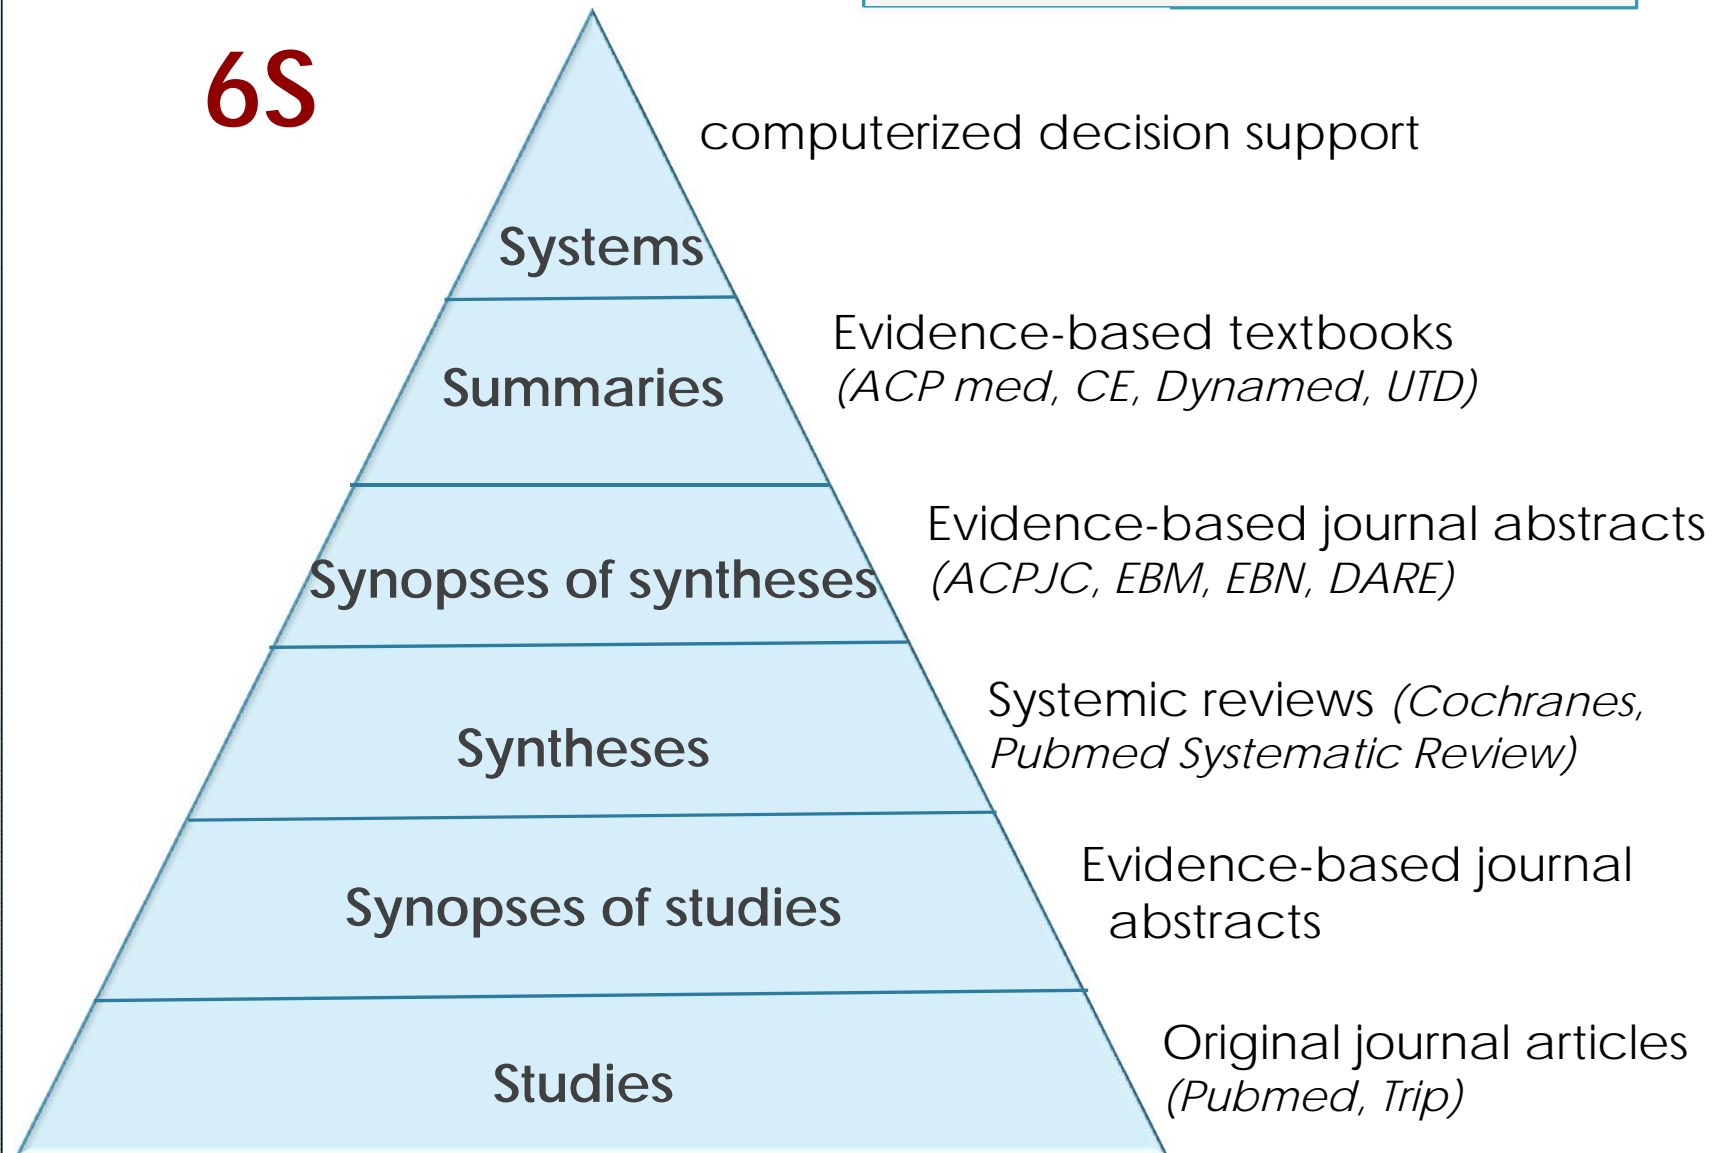 6S
computerized decision support
Systems
Evidence-based textbooks
(ACP med, CE, Dynamed, UTD)
Summaries
Evidence-based journal abstracts
(ACPJC, EBM, EBN, DARE)
Synopses of syntheses
Systemic reviews (Cochranes,
Pubmed Systematic Review)
Syntheses
Evidence-based journal
abstracts
Synopses of studies
Original journal articles
(Pubmed, Trip)
Studies